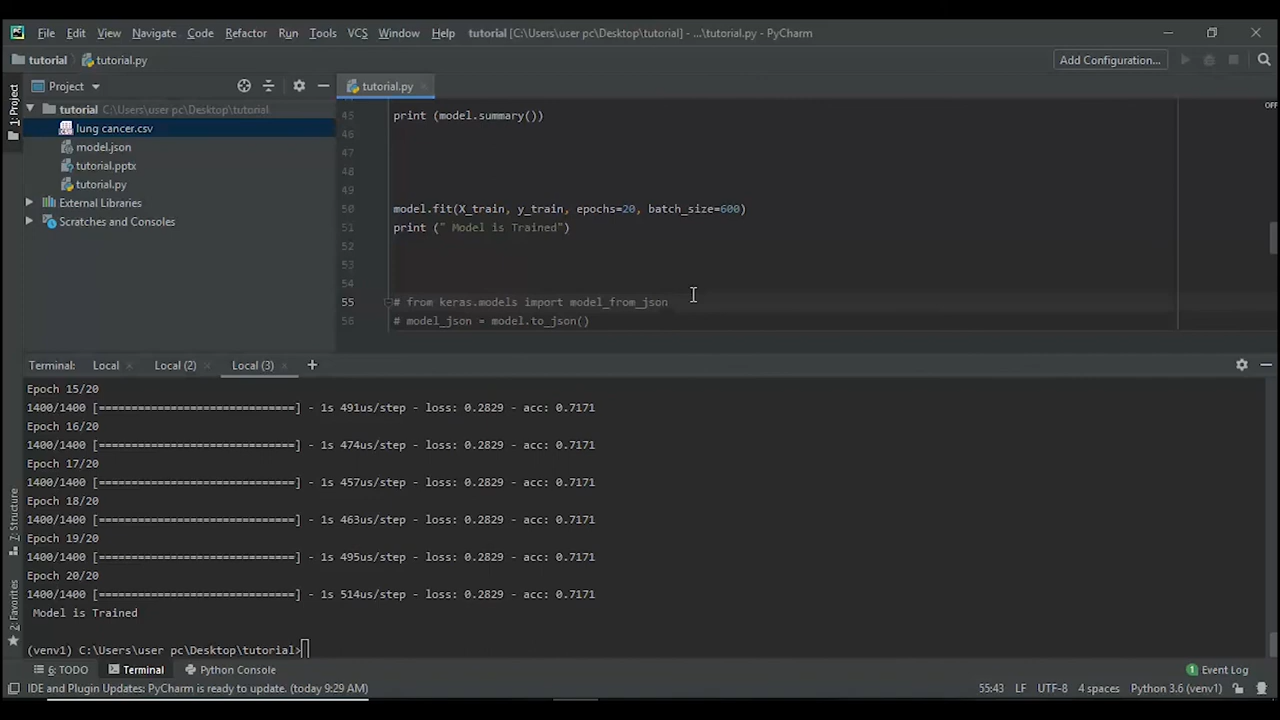 File Edit View Navigate Code Refactor Run Tools VCS Window Help tutorial [C:\Users\user pc\Desktop\tutorial] - ...\tutorial.py - PyCharm
tutorial tutorial.py Add Configuration...
1: Project
Project
tutorial.py
tutorial C:\Users\user pc\Desktop\tutorial
lung cancer.csv
model.json
tutorial.pptx
tutorial.py
External Libraries
Scratches and Consoles
OFF
45 print (model.summary())
46
47
48
49
50 model.fit(X_train, y_train, epochs=20, batch_size=600)
51 print (" Model is Trained")
52
53
54
55 # from keras.models import model_from_json
56 # model_json = model.to_json()
Terminal: Local Local (2) Local (3)
Epoch 15/20
1400/1400 [==============================] - 1s 491us/step - loss: 0.2829 - acc: 0.7171
Epoch 16/20
1400/1400 [==============================] - 1s 474us/step - loss: 0.2829 - acc: 0.7171
Epoch 17/20
1400/1400 [==============================] - 1s 457us/step - loss: 0.2829 - acc: 0.7171
Epoch 18/20
1400/1400 [==============================] - 1s 463us/step - loss: 0.2829 - acc: 0.7171
Epoch 19/20
1400/1400 [==============================] - 1s 495us/step - loss: 0.2829 - acc: 0.7171
Epoch 20/20
1400/1400 [==============================] - 1s 514us/step - loss: 0.2829 - acc: 0.7171
Model is Trained
(venv1) C:\Users\user pc\Desktop\tutorial>
7: Structure
2: Favorites
6: TODO Terminal Python Console 1 Event Log
IDE and Plugin Updates: PyCharm is ready to update. (today 9:29 AM) 55:43 LF UTF-8 4 spaces Python 3.6 (venv1)